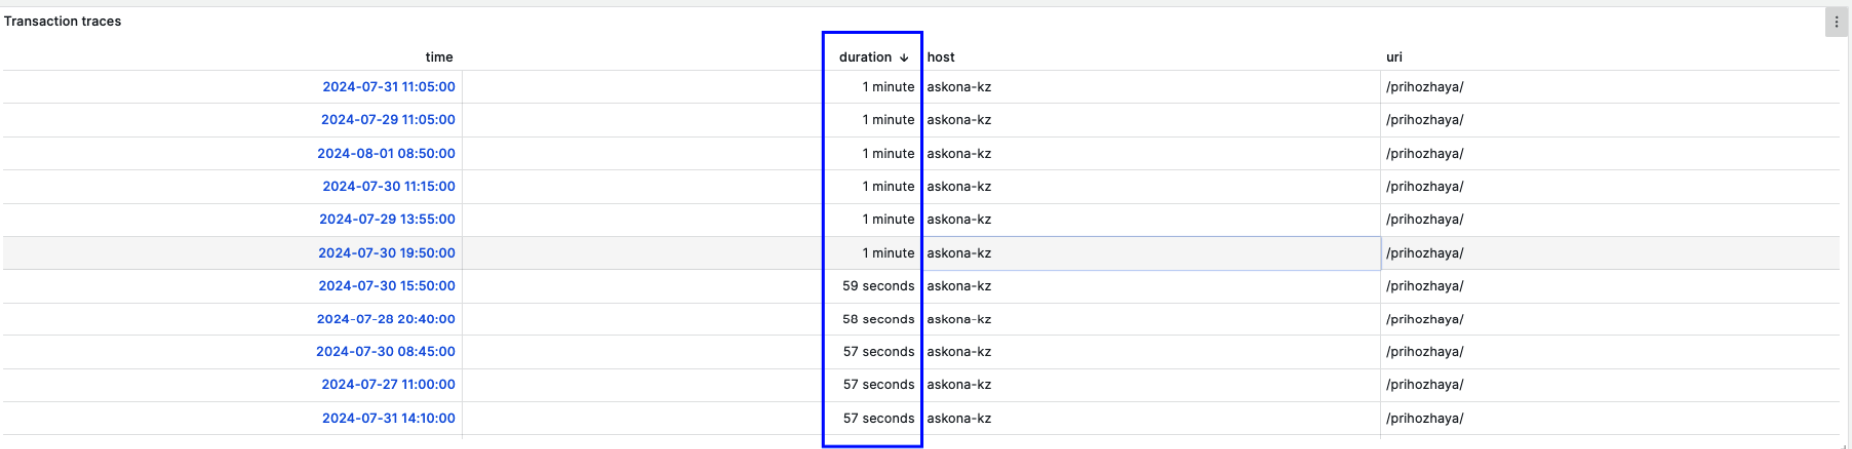 Transaction traces
time duration ↓ host uri
2024-07-31 11:05:00 1 minute askona-kz /prihozhaya/
2024-07-29 11:05:00 1 minute askona-kz /prihozhaya/
2024-08-01 08:50:00 1 minute askona-kz /prihozhaya/
2024-07-30 11:15:00 1 minute askona-kz /prihozhaya/
2024-07-29 13:55:00 1 minute askona-kz /prihozhaya/
2024-07-30 19:50:00 1 minute askona-kz /prihozhaya/
2024-07-30 15:50:00 59 seconds askona-kz /prihozhaya/
2024-07-28 20:40:00 58 seconds askona-kz /prihozhaya/
2024-07-30 08:45:00 57 seconds askona-kz /prihozhaya/
2024-07-27 11:00:00 57 seconds askona-kz /prihozhaya/
2024-07-31 14:10:00 57 seconds askona-kz /prihozhaya/